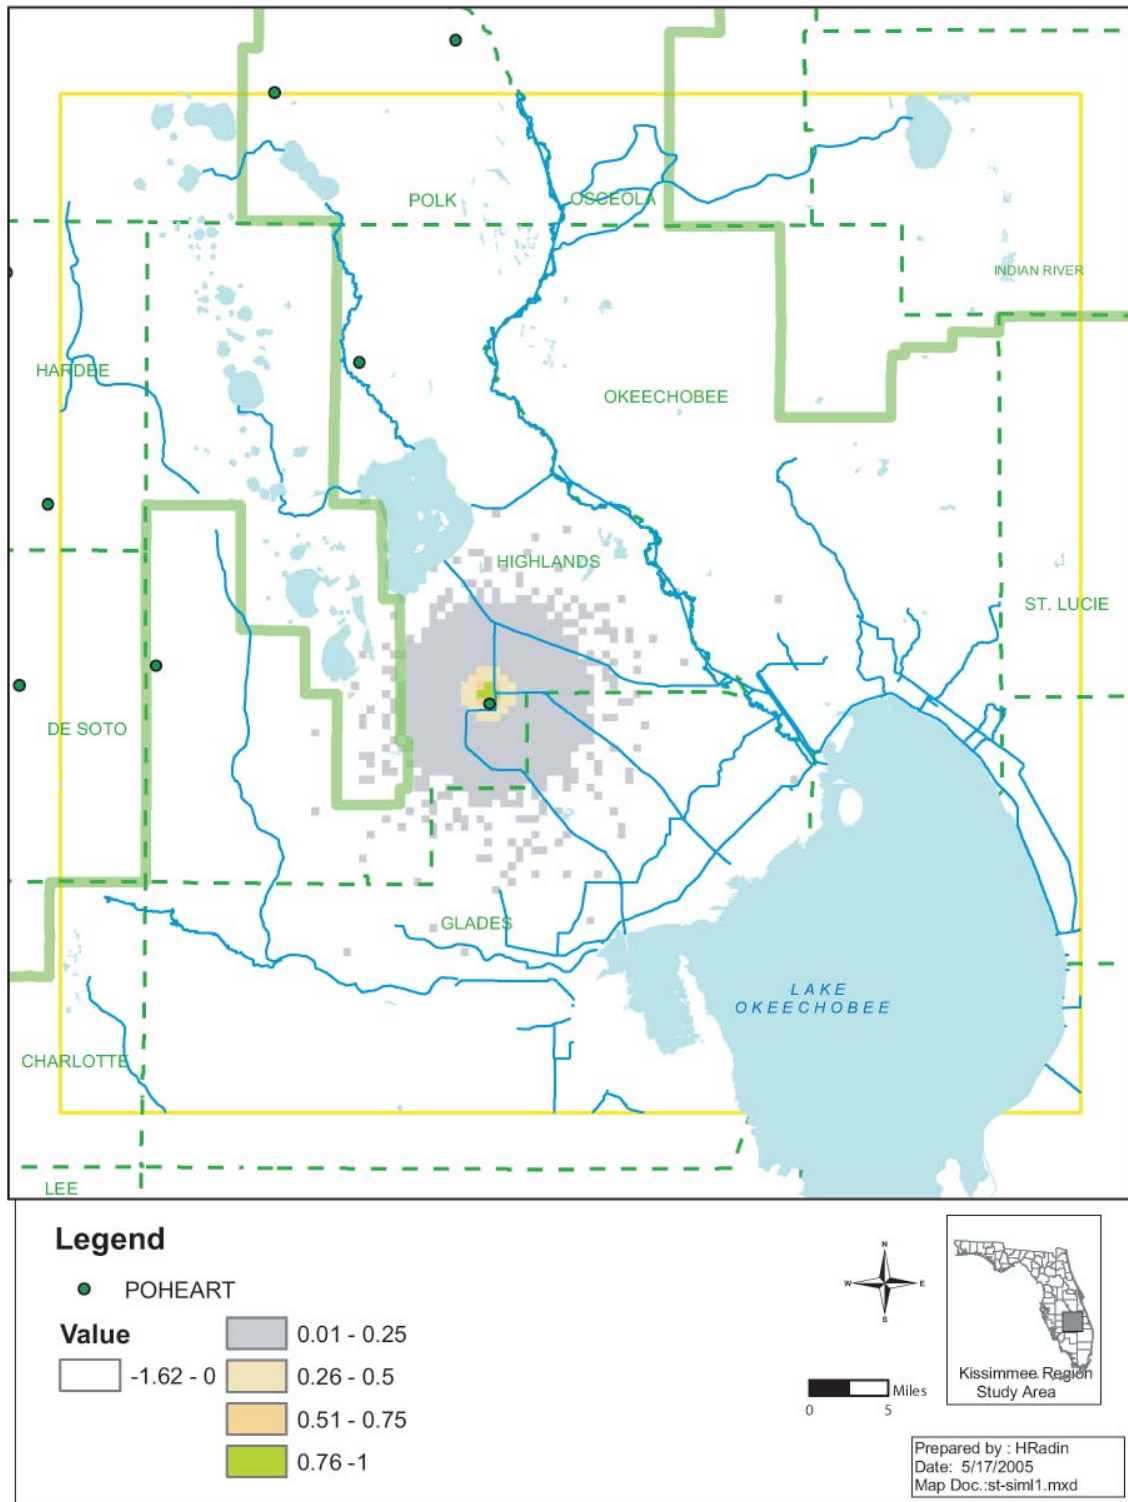 POLK
OSCEOLA
INDIAN RIVER
HARDEE
OKEECHOBEE
HIGHLANDS
ST. LUCIE
DE SOTO
GLADES
LAKE
OKEECHOBEE
CHARLOTTE
LEE
Legend
POHEART
Value
-1.62 - 0
0.01 - 0.25
0.26 - 0.5
0.51 - 0.75
0.76 -1
N
W
E
S
Miles
0
5
Kissimmee Region
Study Area
Prepared by : HRadin
Date: 5/17/2005
Map Doc.:st-siml1.mxd